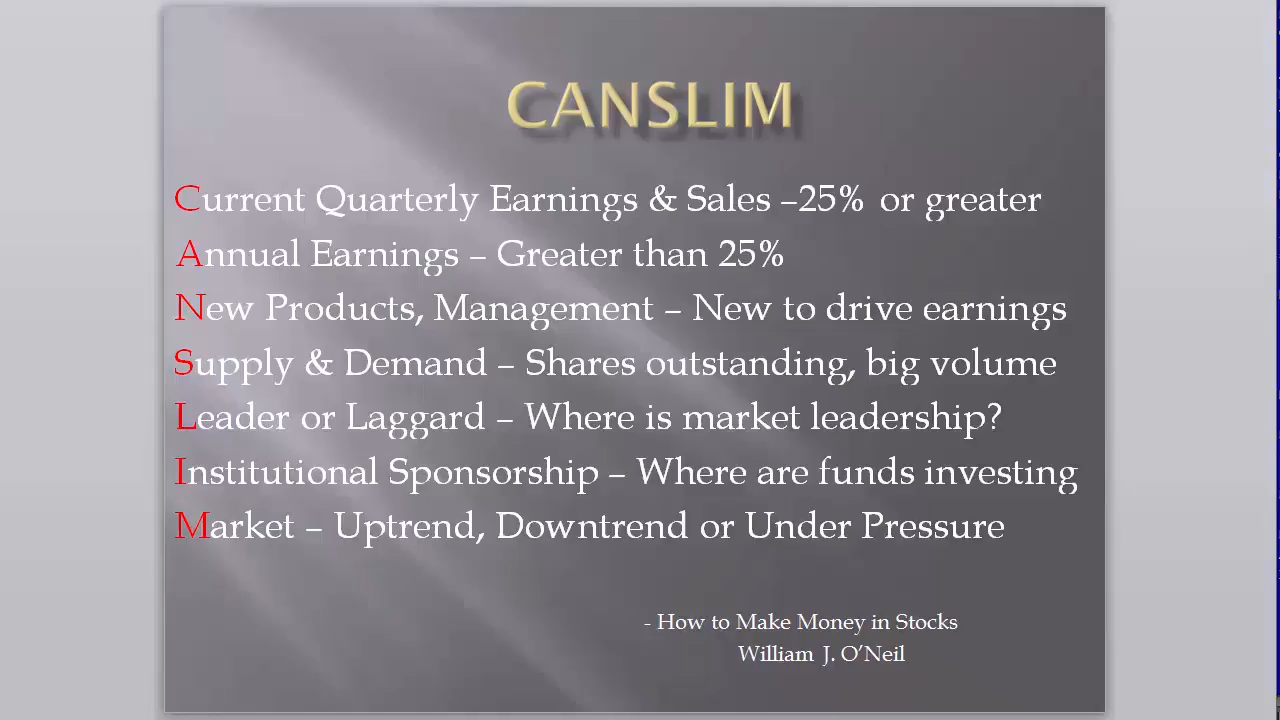 CANSLIM
Current Quarterly Earnings & Sales –25% or greater
Annual Earnings – Greater than 25%
New Products, Management – New to drive earnings
Supply & Demand – Shares outstanding, big volume
Leader or Laggard – Where is market leadership?
Institutional Sponsorship – Where are funds investing
Market – Uptrend, Downtrend or Under Pressure
- How to Make Money in Stocks
William J. O’Neil